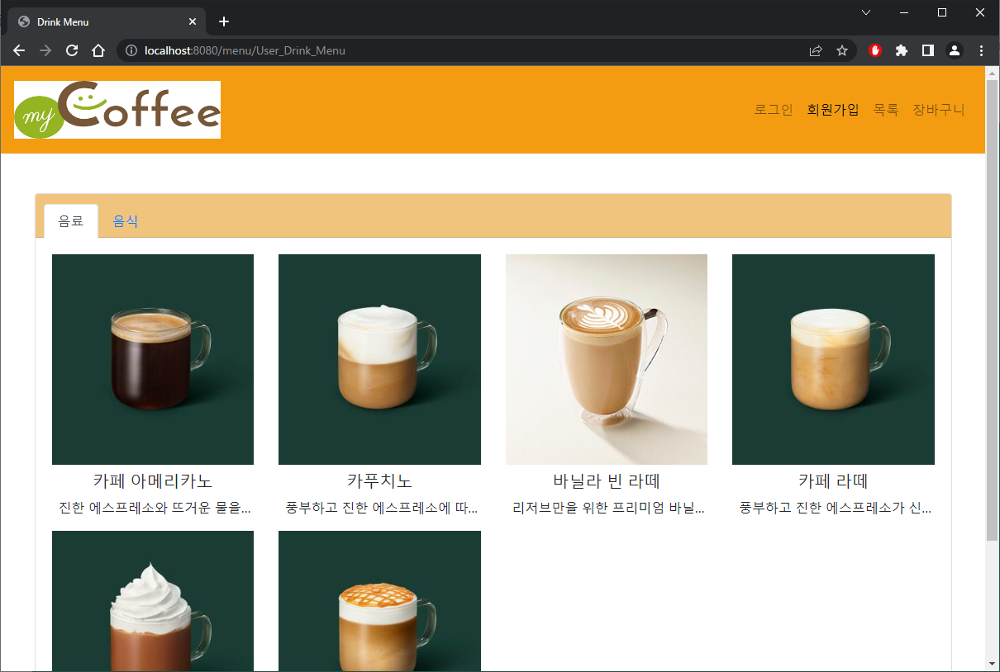 Drink Menu
localhost:8080/menu/User_Drink_Menu
my Coffee
로그인 회원가입 목록 장바구니
음료 음식
카페 아메리카노 카푸치노 바닐라 빈 라떼 카페 라떼
진한 에스프레소와 뜨거운 물을... 풍부하고 진한 에스프레소에 따... 리저브만을 위한 프리미엄 바닐... 풍부하고 진한 에스프레소가 신...